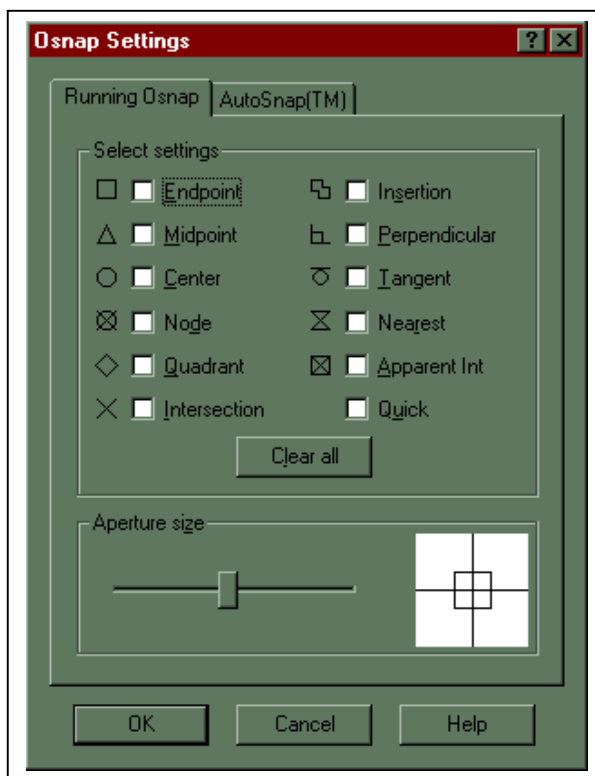 Osnap Settings
Running Osnap
AutoSnap(TM)
Select settings
Endpoint
Insertion
Midpoint
Perpendicular
Center
Tangent
Node
Nearest
Quadrant
Apparent Int
Intersection
Quick
Clear all
Aperture size
OK
Cancel
Help